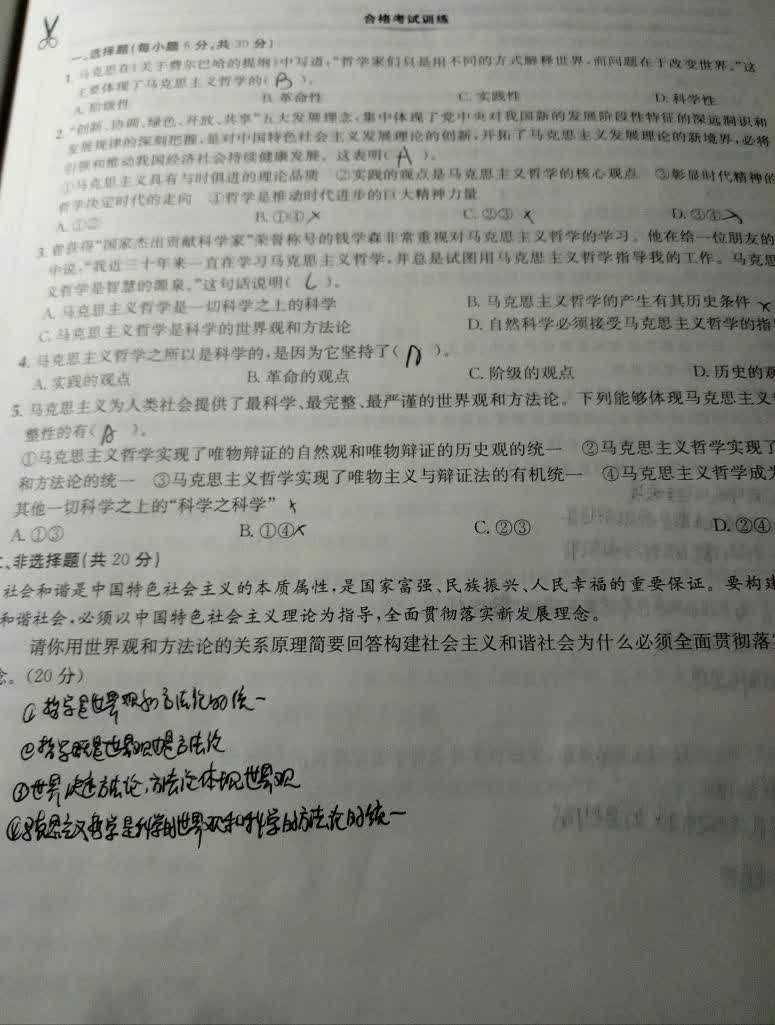 合格考试训练
一、选择题(每小题6分,共30分)
1. 马克思在《关于费尔巴哈的提纲》中写道:“哲学家们只是用不同的方式解释世界,而问题在于改变世界。”这
主要体现了马克思主义哲学的( B )。
A. 阶级性 B. 革命性 C. 实践性 D. 科学性
2. “创新、协调、绿色、开放、共享”五大发展理念,集中体现了党中央对我国新的发展阶段性特征的深远洞识和
发展规律的深刻把握,是对中国特色社会主义发展理论的创新,开拓了马克思主义发展理论的新境界,必将
引领和推动我国经济社会持续健康发展。这表明( A )。
①马克思主义具有与时俱进的理论品质 ②实践的观点是马克思主义哲学的核心观点 ③彰显时代精神的
哲学决定时代的走向 ④哲学是推动时代进步的巨大精神力量
A. ①② B. ①④ × C. ②③ × D. ③④ ×
3. 曾获得“国家杰出贡献科学家”荣誉称号的钱学森非常重视对马克思主义哲学的学习。他在给一位朋友的
中说:“我近三十年来一直在学习马克思主义哲学,并总是试图用马克思主义哲学指导我的工作。马克思
义哲学是智慧的源泉。”这句话说明( C )。
A. 马克思主义哲学是一切科学之上的科学 B. 马克思主义哲学的产生有其历史条件 ×
C. 马克思主义哲学是科学的世界观和方法论 D. 自然科学必须接受马克思主义哲学的指
4. 马克思主义哲学之所以是科学的,是因为它坚持了( A )。
A. 实践的观点 B. 革命的观点 C. 阶级的观点 D. 历史的
5. 马克思主义为人类社会提供了最科学、最完整、最严谨的世界观和方法论。下列能够体现马克思主义
整性的有( A )。
①马克思主义哲学实现了唯物辩证的自然观和唯物辩证的历史观的统一 ②马克思主义哲学实现了
和方法论的统一 ③马克思主义哲学实现了唯物主义与辩证法的有机统一 ④马克思主义哲学成为
其他一切科学之上的“科学之科学” ×
A. ①③ B. ①④ × C. ②③ D. ②④
二、非选择题(共20分)
社会和谐是中国特色社会主义的本质属性,是国家富强、民族振兴、人民幸福的重要保证。要构建
和谐社会,必须以中国特色社会主义理论为指导,全面贯彻落实新发展理念。
请你用世界观和方法论的关系原理简要回答构建社会主义和谐社会为什么必须全面贯彻落
念。(20分)
①哲学是世界观和方法论的统一
②哲学既是世界观也是方法论
③世界决定方法论,方法论体现世界观
④马克思主义哲学是科学的世界观和科学的方法论的统一